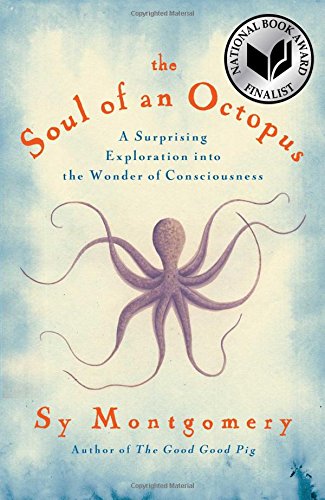 NATIONAL BOOK AWARD
FINALIST
the
Soul of an Octopus
A Surprising
Exploration into
the Wonder of Consciousness
Sy Montgomery
Author of The Good Good Pig